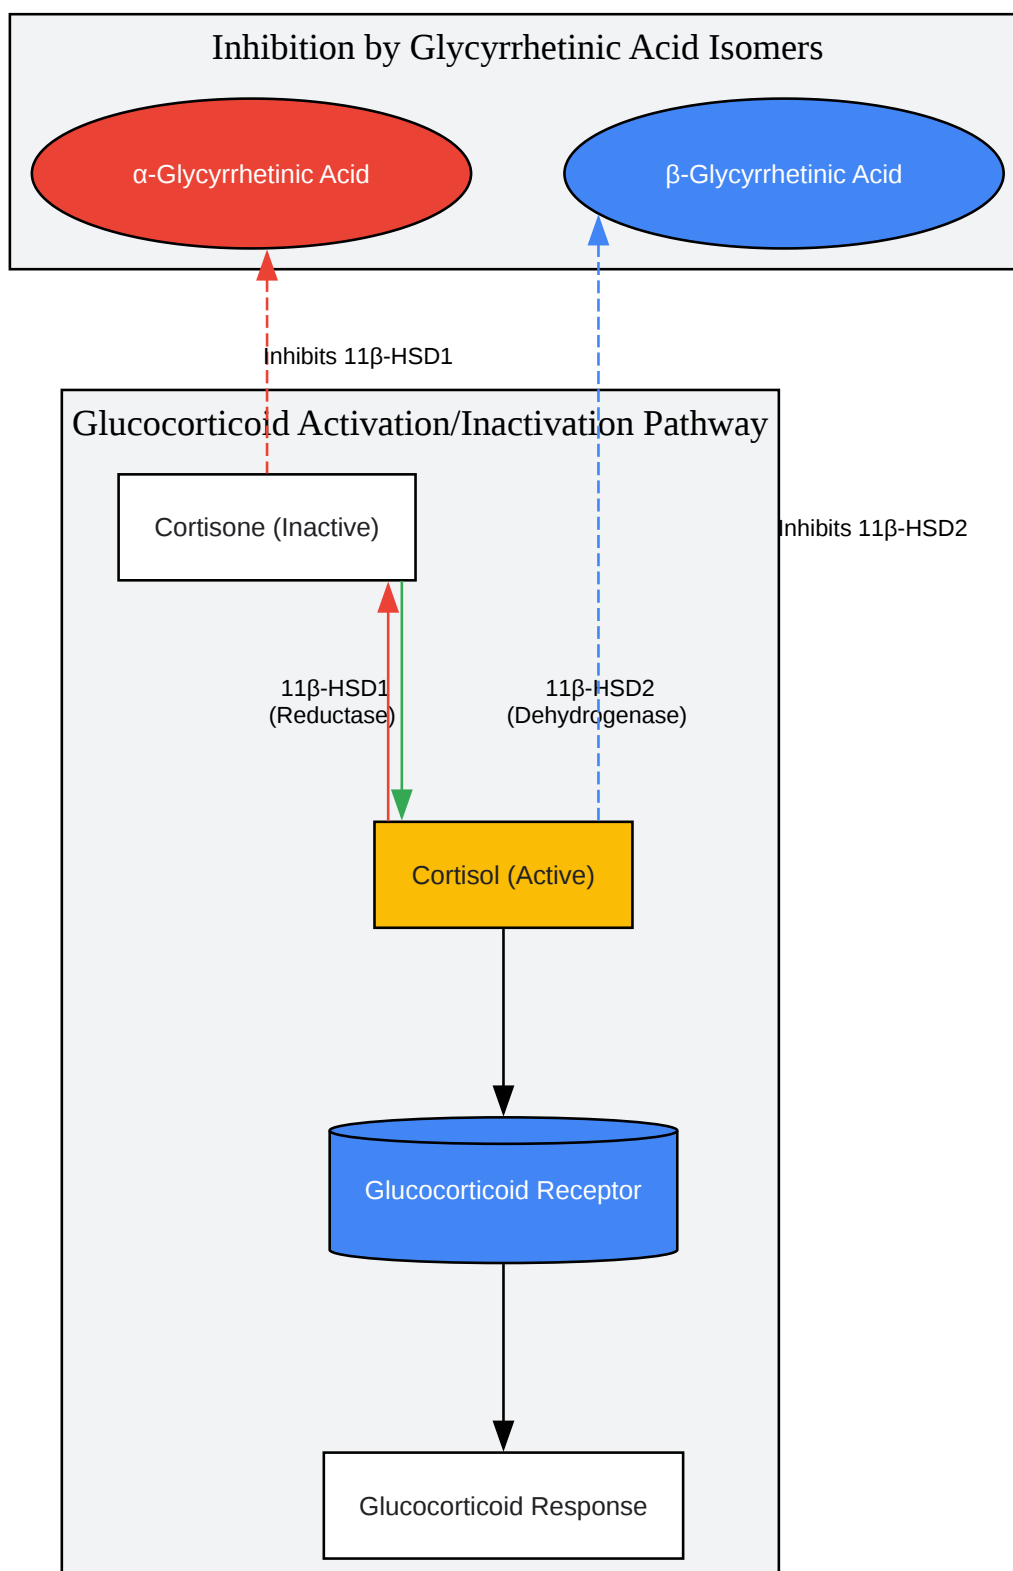 Inhibition by Glycyrrhetinic Acid Isomers
α-Glycyrrhetinic Acid
β-Glycyrrhetinic Acid
Inhibits 11β-HSD1
Glucocorticoid Activation/Inactivation Pathway
Cortisone (Inactive)
Inhibits 11β-HSD2
11β-HSD1
(Reductase)
11β-HSD2
(Dehydrogenase)
Cortisol (Active)
Glucocorticoid Receptor
Glucocorticoid Response